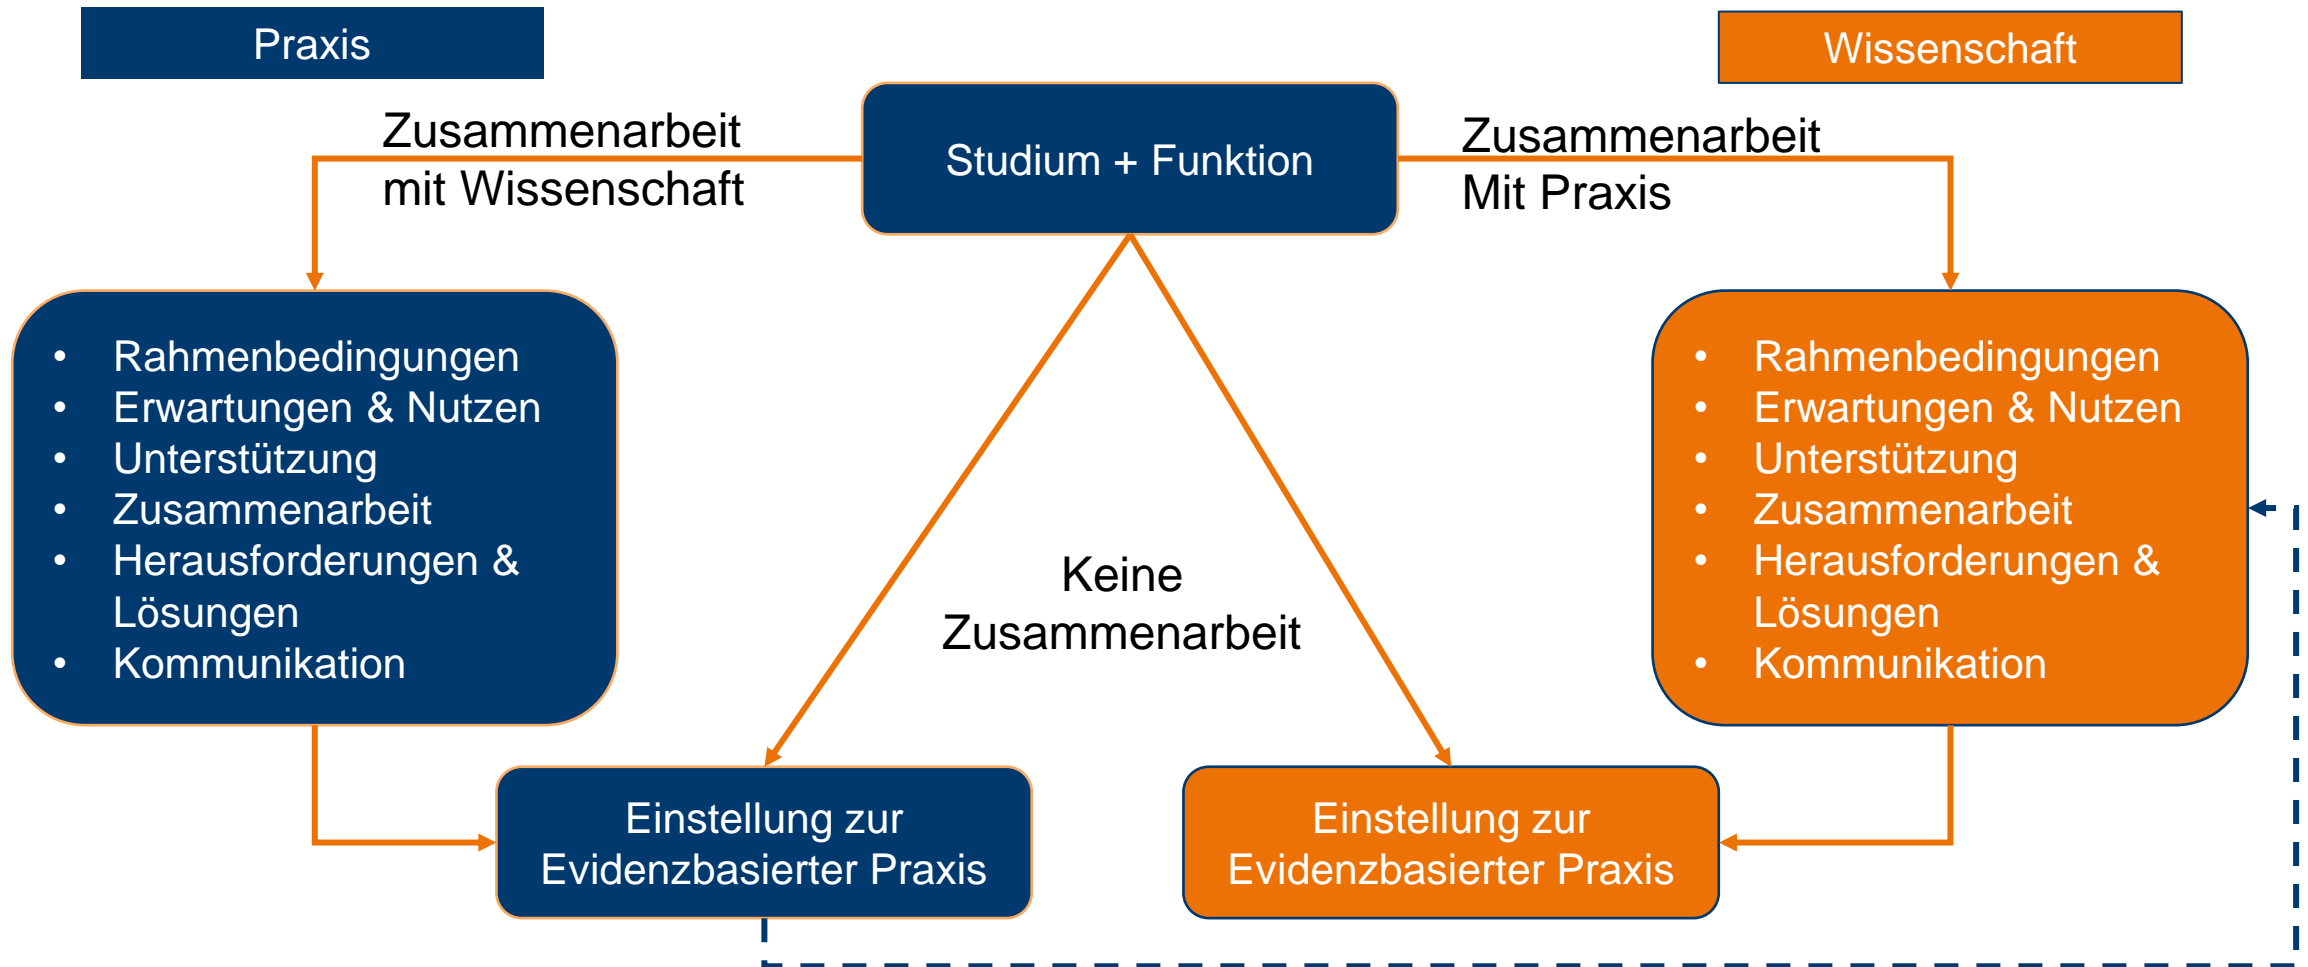 Praxis
Wissenschaft
Zusammenarbeit
mit Wissenschaft
Studium + Funktion
Zusammenarbeit
Mit Praxis
• Rahmenbedingungen
• Erwartungen & Nutzen
• Unterstützung
• Zusammenarbeit
• Herausforderungen &
Lösungen
• Kommunikation
Keine
Zusammenarbeit
• Rahmenbedingungen
• Erwartungen & Nutzen
• Unterstützung
• Zusammenarbeit
• Herausforderungen &
Lösungen
• Kommunikation
Einstellung zur
Evidenzbasierter Praxis
Einstellung zur
Evidenzbasierter Praxis